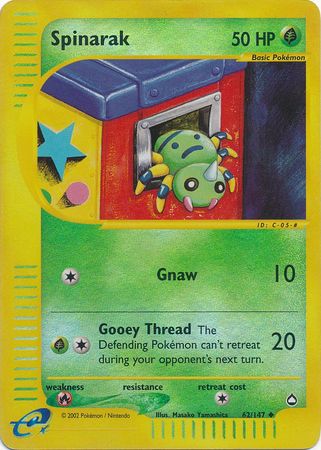 Spinarak 50 HP
Basic Pokémon
ID: C-05-#
Gnaw 10
Gooey Thread The
Defending Pokémon can't retreat 20
during your opponent's next turn.
weakness resistance retreat cost
© 2002 Pokémon / Nintendo Illus. Masako Yamashita 62/147 ◆
e